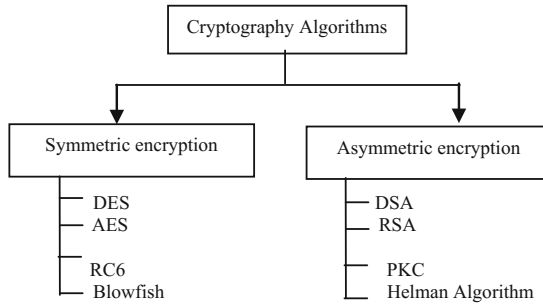 Cryptography Algorithms
Symmetric encryption
DES
AES
RC6
Blowfish
Asymmetric encryption
DSA
RSA
PKC
Helman Algorithm